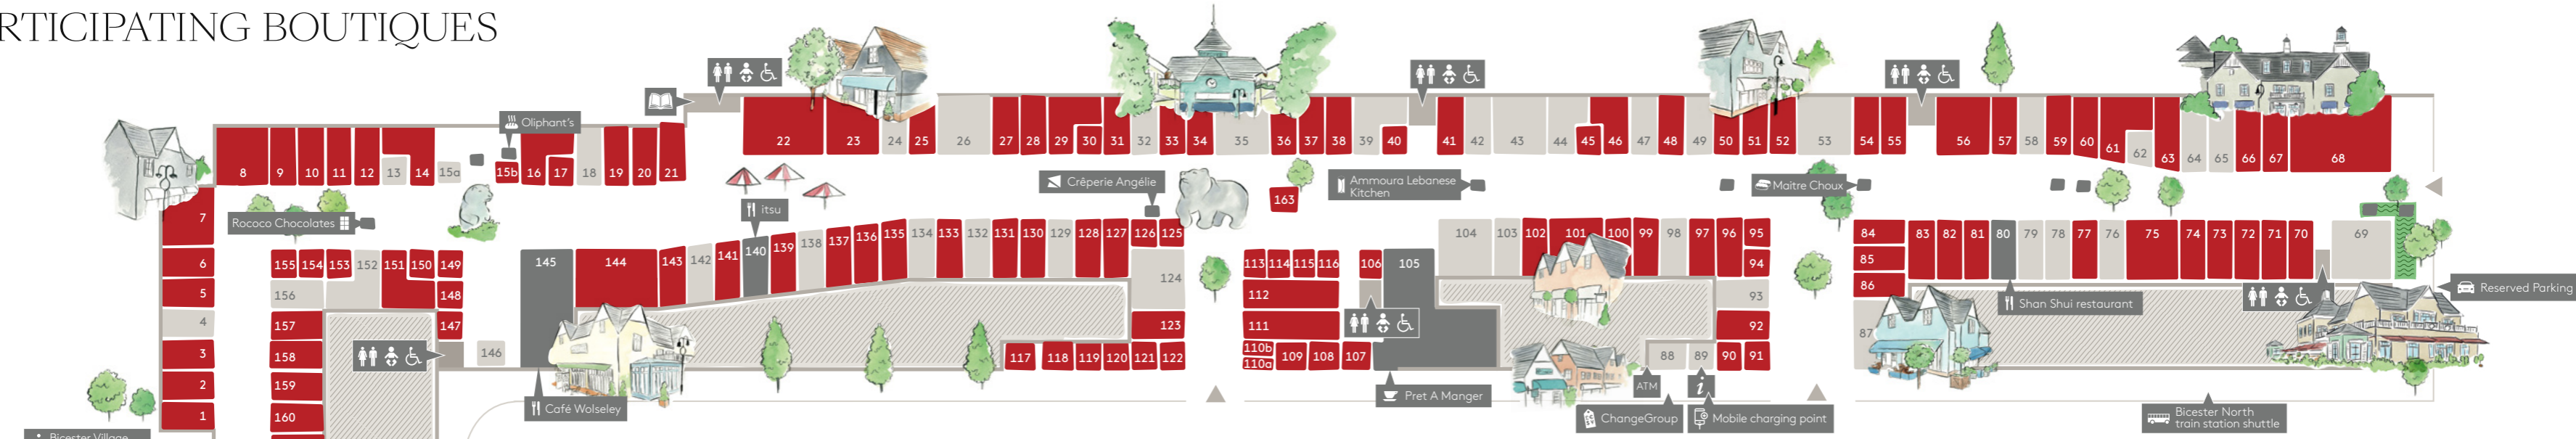 RTICIPATING BOUTIQUES
Oliphant's
22 23 24 25 26 27 28 29 30 31 32 33 34 35 36 37 38 39 40 41 42 43 44 45 46 47 48 49 50 51 52 53 54 55 56 57 58 59 60 61 62 63 64 65 66 67 68
8 9 10 11 12 13 14 15a 15b 16 17 18 19 20 21
Crêperie Angélie
Ammoura Lebanese
Kitchen
Maitre Choux
163
7
Rococo Chocolates
itsu
6
5
4
3
2
1
155 154 153 152 151 150 149
156
148
157
147
158
146
159
160
145 144 143 142 141 140 139 138 137 136 135 134 133 132 131 130 129 128 127 126 125
124
123
117 118 119 120 121 122
Café Wolseley
113 114 115 116 106 105
112
111
110b
110a
109 108 107
Pret A Manger
104 103 102 101 100 99 98 97 96 95
94
93
92
88 89 90 91
ATM
i
ChangeGroup
Mobile charging point
84 83 82 81 80 79 78 77 76 75 74 73 72 71 70 69
85
86
87
Shan Shui restaurant
Reserved Parking
Bicester North
train station shuttle
Bicester Village